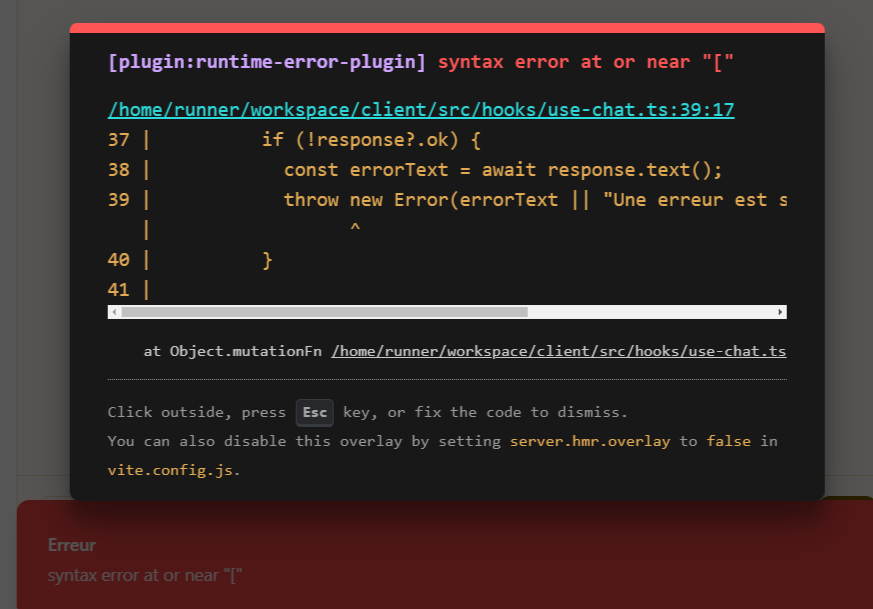 [plugin:runtime-error-plugin] syntax error at or near "["
/home/runner/workspace/client/src/hooks/use-chat.ts:39:17
37 |          if (!response?.ok) {
38 |            const errorText = await response.text();
39 |            throw new Error(errorText || "Une erreur est s
   |                  ^
40 |          }
41 |
at Object.mutationFn /home/runner/workspace/client/src/hooks/use-chat.ts
Click outside, press Esc key, or fix the code to dismiss.
You can also disable this overlay by setting server.hmr.overlay to false in
vite.config.js.
Erreur
syntax error at or near "["